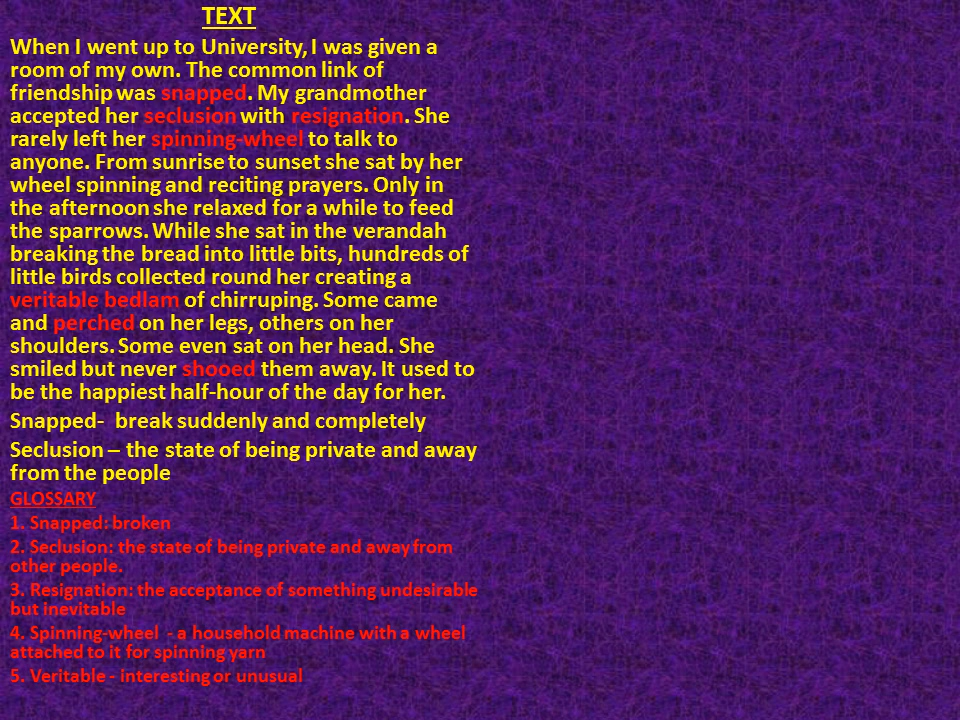 TEXT
When I went up to University, I was given a
room of my own. The common link of
friendship was snapped. My grandmother
accepted her seclusion with resignation. She
rarely left her spinning-wheel to talk to
anyone. From sunrise to sunset she sat by her
wheel spinning and reciting prayers. Only in
the afternoon she relaxed for a while to feed
the sparrows. While she sat in the verandah
breaking the bread into little bits, hundreds of
little birds collected round her creating a
veritable bedlam of chirruping. Some came
and perched on her legs, others on her
shoulders. Some even sat on her head. She
smiled but never shooed them away. It used to
be the happiest half-hour of the day for her.
Snapped- break suddenly and completely
Seclusion – the state of being private and away
from the people
GLOSSARY
1. Snapped: broken
2. Seclusion: the state of being private and away from
other people.
3. Resignation: the acceptance of something undesirable
but inevitable
4. Spinning-wheel - a household machine with a wheel
attached to it for spinning yarn
5. Veritable - interesting or unusual